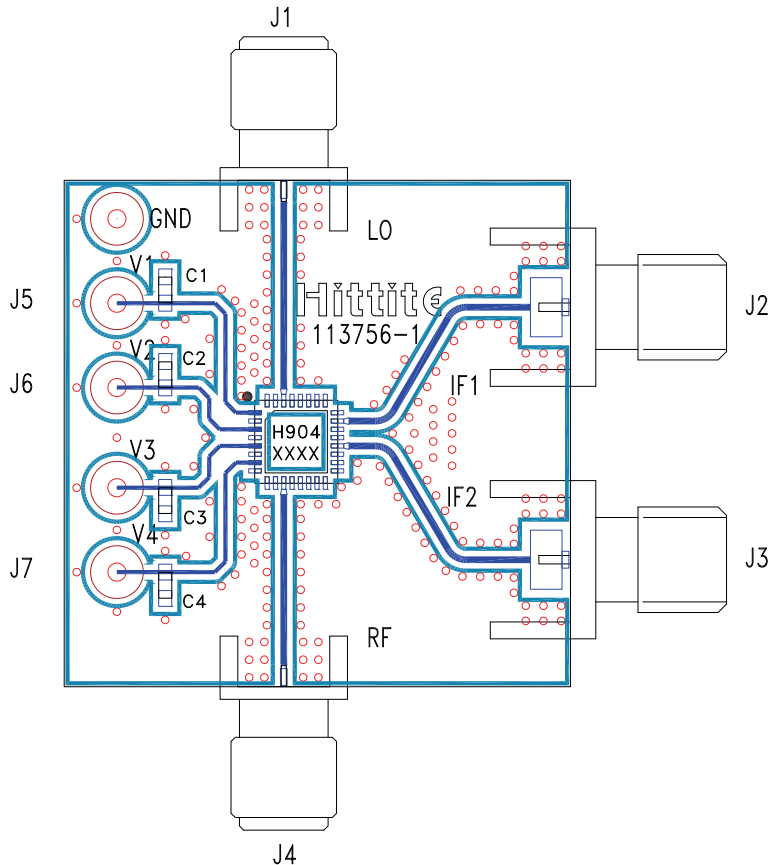 J1
GND
LO
V1
C1
J5
Hittite
J2
113756-1
V2
C2
J6
IF1
H904
XXXX
V3
IF2
C3
V4
J7
J3
C4
RF
J4